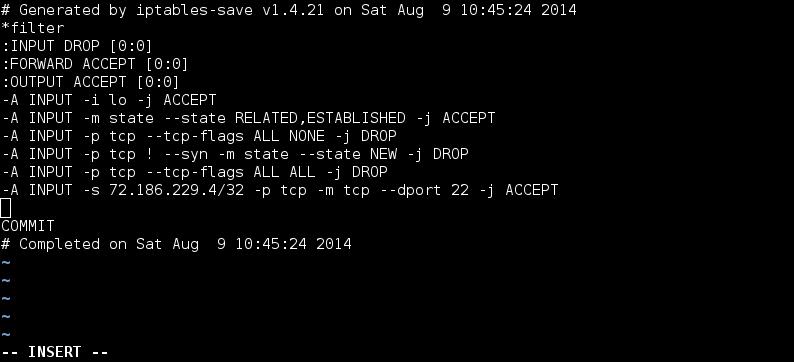 # Generated by iptables-save v1.4.21 on Sat Aug  9 10:45:24 2014
*filter
:INPUT DROP [0:0]
:FORWARD ACCEPT [0:0]
:OUTPUT ACCEPT [0:0]
-A INPUT -i lo -j ACCEPT
-A INPUT -m state --state RELATED,ESTABLISHED -j ACCEPT
-A INPUT -p tcp --tcp-flags ALL NONE -j DROP
-A INPUT -p tcp ! --syn -m state --state NEW -j DROP
-A INPUT -p tcp --tcp-flags ALL ALL -j DROP
-A INPUT -s 72.186.229.4/32 -p tcp -m tcp --dport 22 -j ACCEPT
COMMIT
# Completed on Sat Aug  9 10:45:24 2014
~
~
~
~
~
-- INSERT --